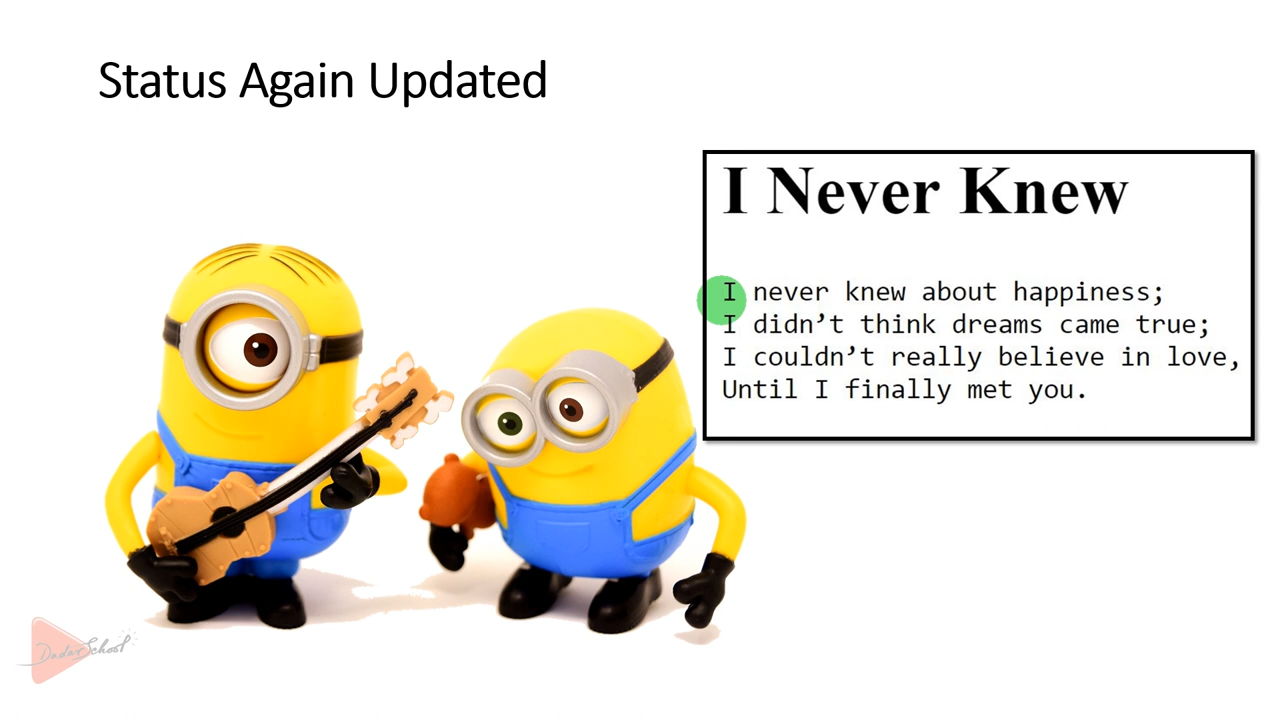 Status Again Updated
I Never Knew
I never knew about happiness;
I didn’t think dreams came true;
I couldn’t really believe in love,
Until I finally met you.
DadarSchool